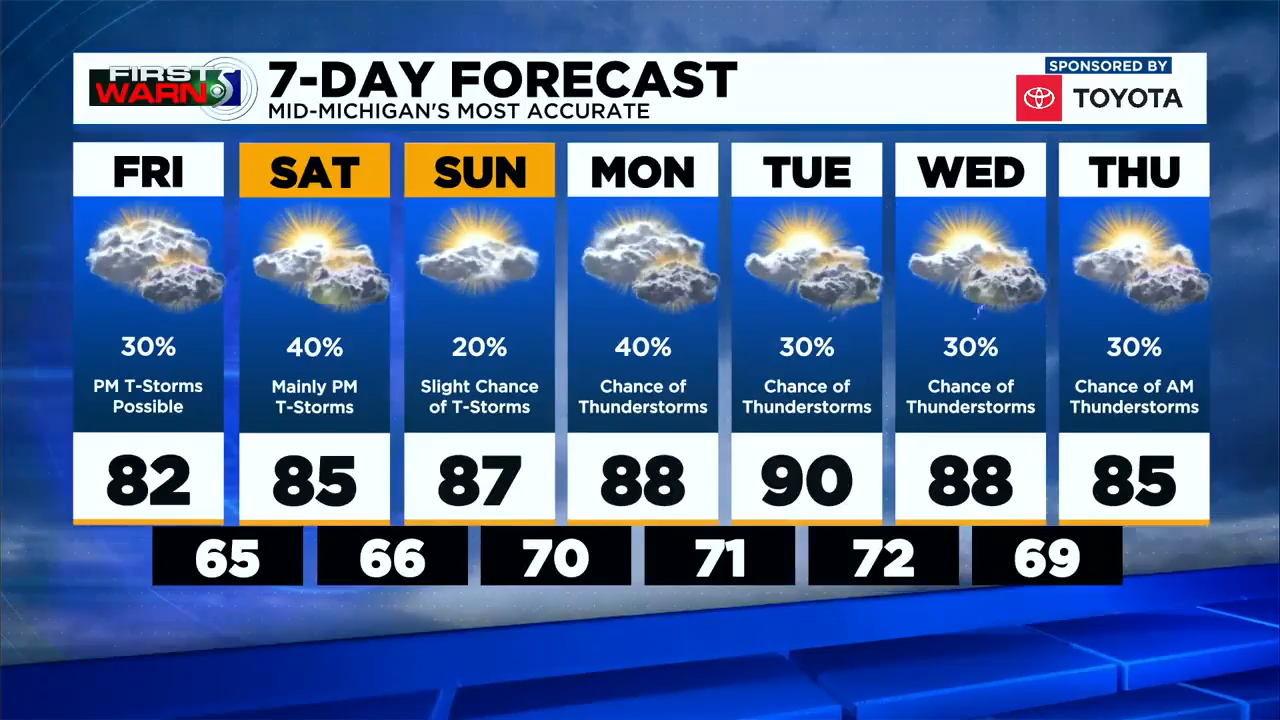 FIRST
WARN 5
7-DAY FORECAST
MID-MICHIGAN'S MOST ACCURATE
SPONSORED BY
TOYOTA
FRI
SAT
SUN
MON
TUE
WED
THU
30%
40%
20%
40%
30%
30%
30%
PM T-Storms
Possible
Mainly PM
T-Storms
Slight Chance
of T-Storms
Chance of
Thunderstorms
Chance of
Thunderstorms
Chance of
Thunderstorms
Chance of AM
Thunderstorms
82
85
87
88
90
88
85
65
66
70
71
72
69